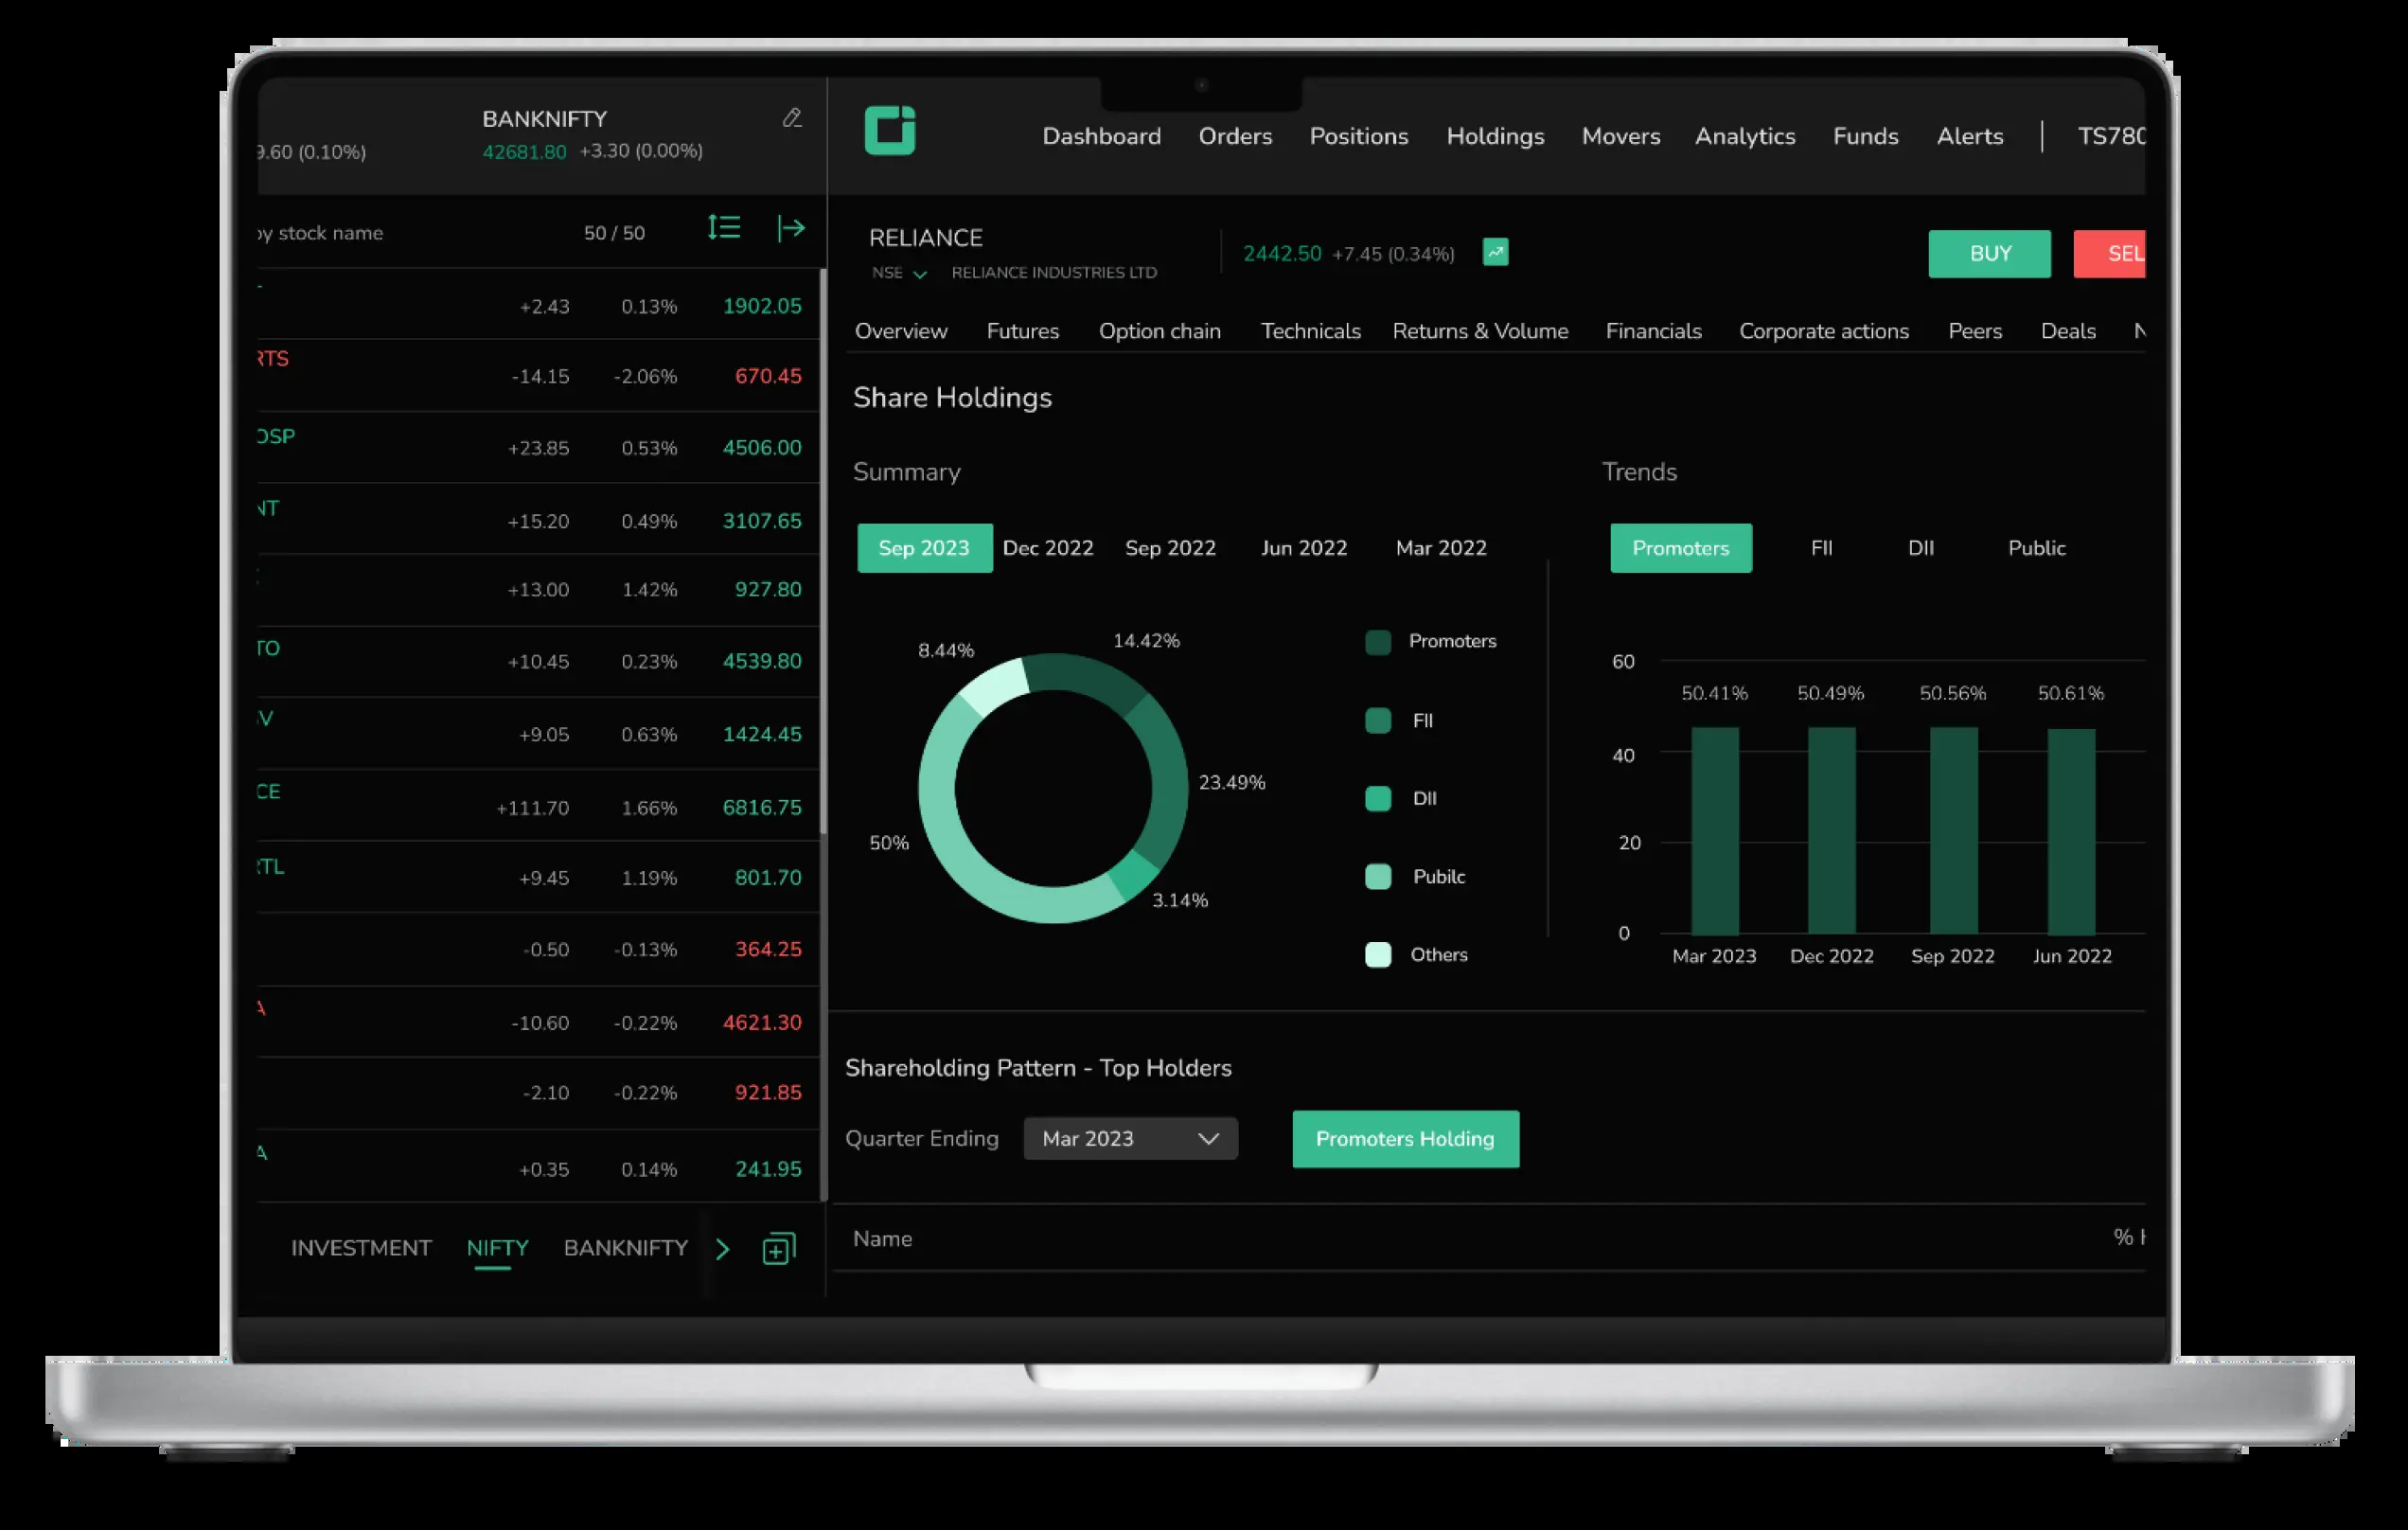 BANKNIFTY
9.60 (0.10%)
42681.80 +3.30 (0.00%)
by stock name 50 / 50
+2.43 0.13% 1902.05
RTS
-14.15 -2.06% 670.45
OSP
+23.85 0.53% 4506.00
NT
+15.20 0.49% 3107.65
+13.00 1.42% 927.80
TO
+10.45 0.23% 4539.80
SV
+9.05 0.63% 1424.45
CE
+111.70 1.66% 6816.75
RTL
+9.45 1.19% 801.70
-0.50 -0.13% 364.25
A
-10.60 -0.22% 4621.30
-2.10 -0.22% 921.85
A
+0.35 0.14% 241.95
INVESTMENT NIFTY BANKNIFTY
Dashboard Orders Positions Holdings Movers Analytics Funds Alerts TS780
RELIANCE
NSE RELIANCE INDUSTRIES LTD
2442.50 +7.45 (0.34%)
BUY SEL
Overview Futures Option chain Technicals Returns & Volume Financials Corporate actions Peers Deals N
Share Holdings
Summary
Sep 2023 Dec 2022 Sep 2022 Jun 2022 Mar 2022
8.44% 14.42%
23.49%
50%
3.14%
Promoters
FII
DII
Pubilc
Others
Trends
Promoters FII DII Public
60
50.41% 50.49% 50.56% 50.61%
40
20
0
Mar 2023 Dec 2022 Sep 2022 Jun 2022
Shareholding Pattern - Top Holders
Quarter Ending Mar 2023 Promoters Holding
Name %